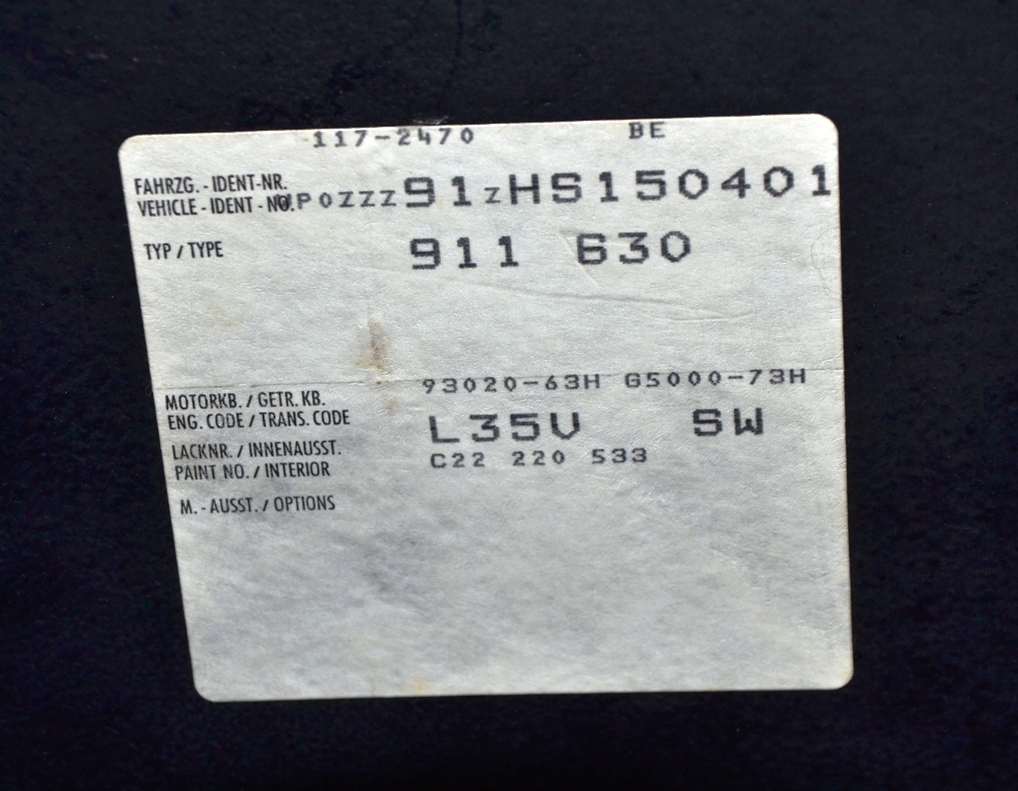 117-2470 BE
FAHRZG. - IDENT-NR.
VEHICLE - IDENT - NO. WP0ZZZ91ZHS150401
TYP / TYPE 911 630
93020-63H G5000-73H
MOTORKB. / GETR. KB.
ENG. CODE / TRANS. CODE L35V SW
LACKNR. / INNENAUSST. C22 220 533
PAINT NO. / INTERIOR
M. - AUSST. / OPTIONS